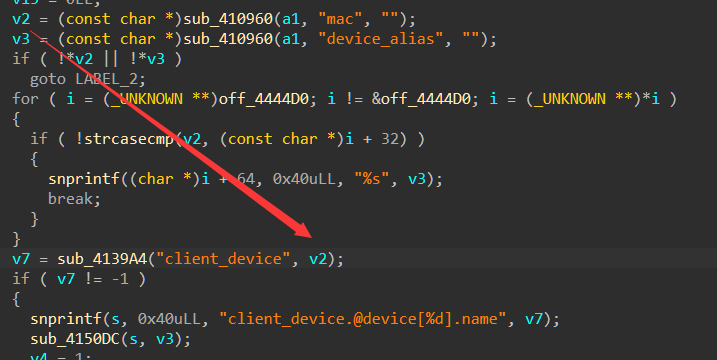 v2 = (const char *)sub_410960(a1, "mac", "");
v3 = (const char *)sub_410960(a1, "device_alias", "");
if ( !*v2 || !*v3 )
goto LABEL_2;
for ( i = (_UNKNOWN **)off_4444D0; i != &off_4444D0; i = (_UNKNOWN **)*i )
{
if ( !strcasecmp(v2, (const char *)i + 32) )
{
snprintf((char *)i + 64, 0x40uLL, "%s", v3);
break;
}
}
v7 = sub_4139A4("client_device", v2);
if ( v7 != -1 )
{
snprintf(s, 0x40uLL, "client_device.@device[%d].name", v7);
sub_4150DC(s, v3);
v4 = 1;